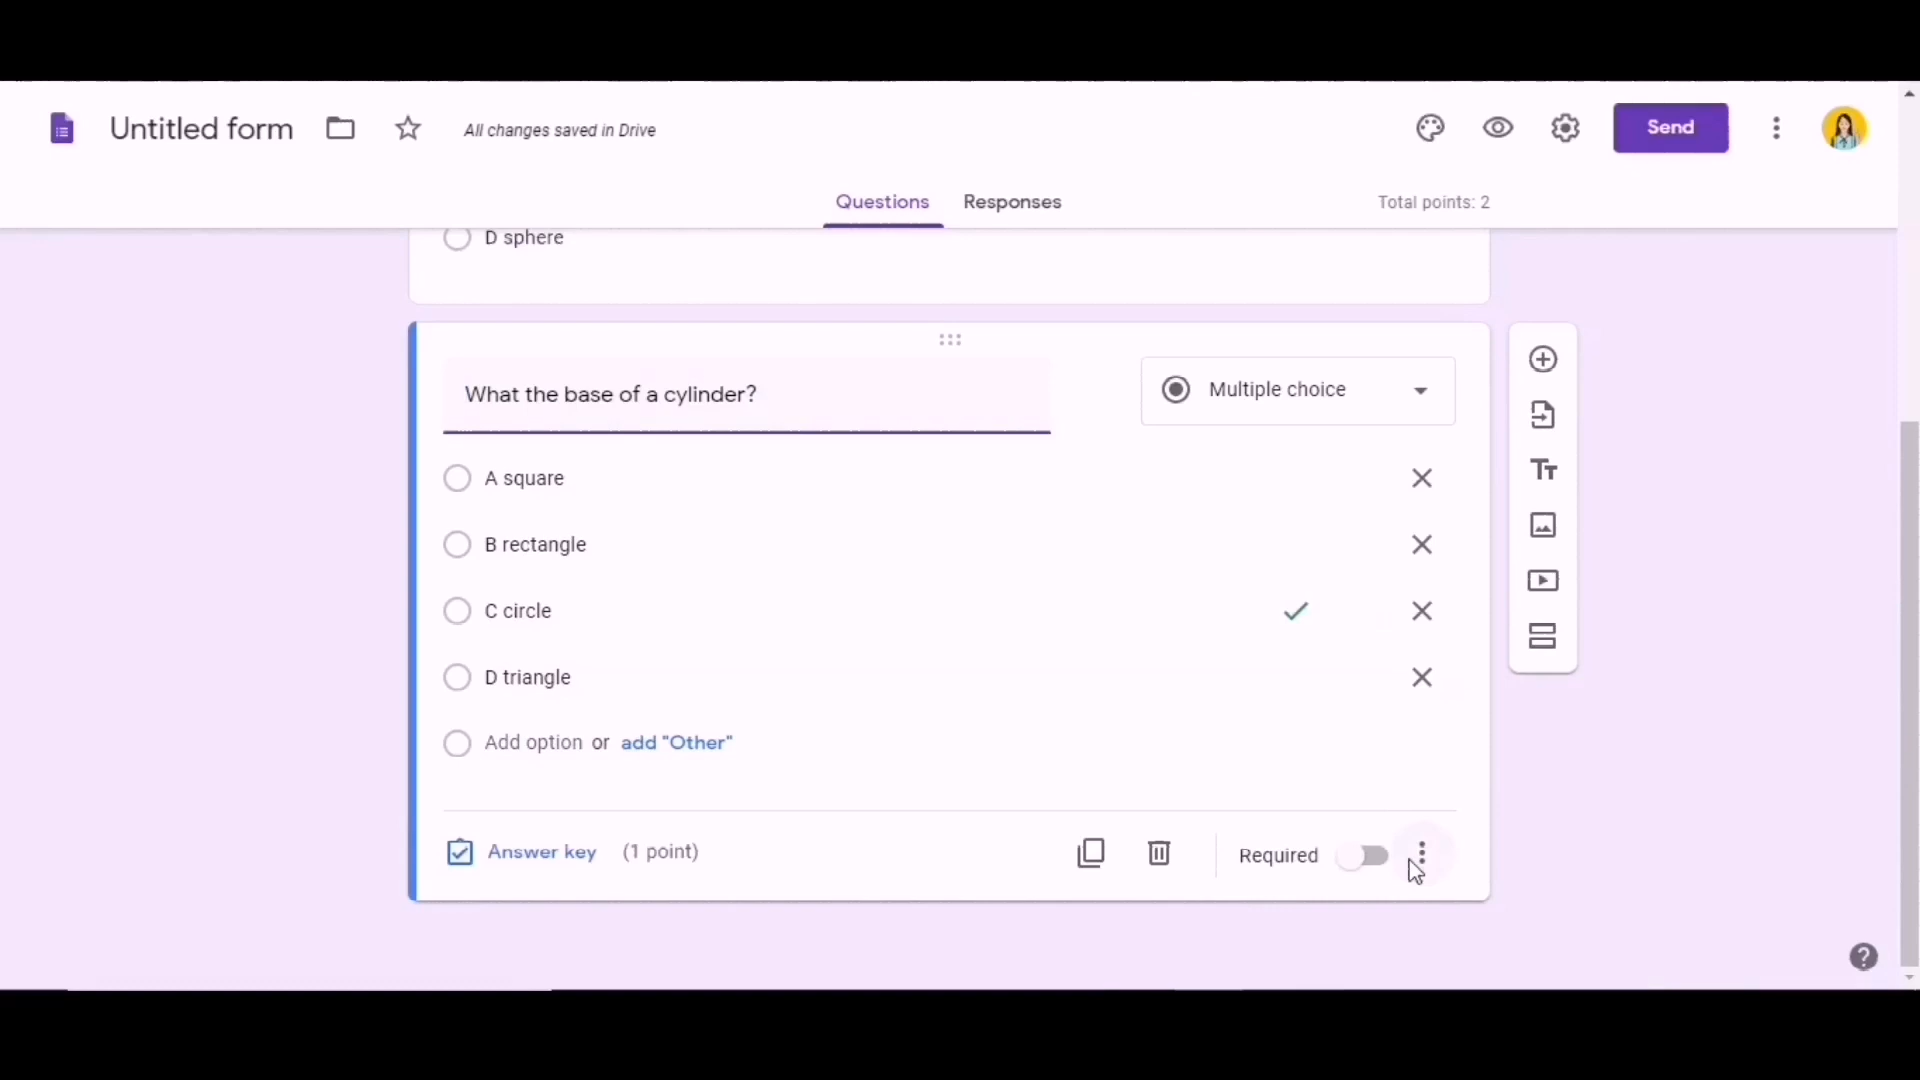 Untitled form
All changes saved in Drive
Send
Questions
Responses
Total points: 2
D sphere
What the base of a cylinder?
Multiple choice
A square
B rectangle
C circle
D triangle
Add option or add "Other"
Answer key (1 point)
Required